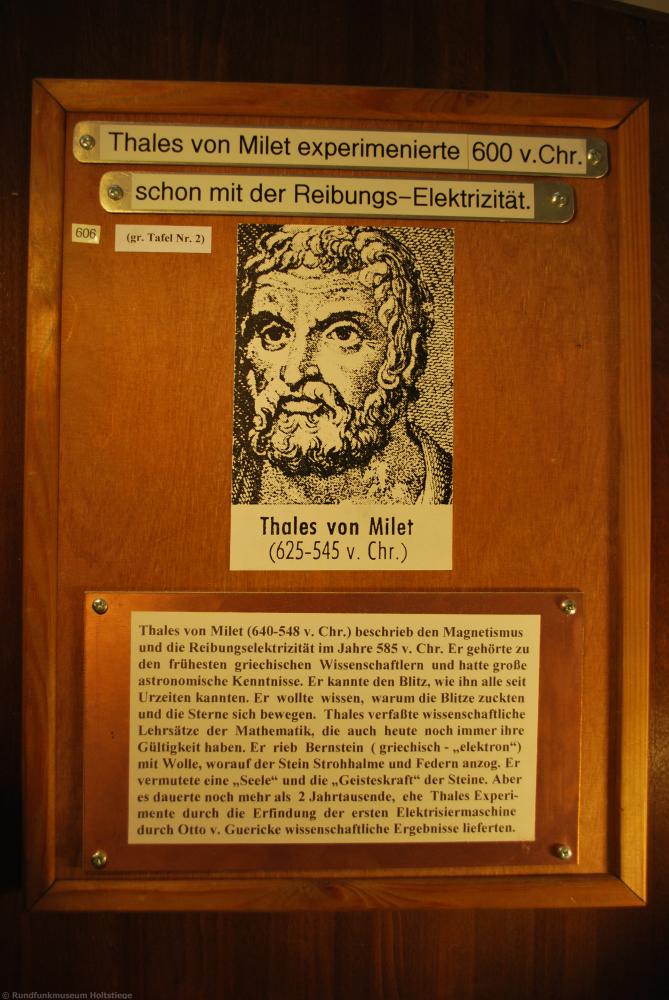 Thales von Milet experimenierte 600 v.Chr.
schon mit der Reibungs-Elektrizität.
606
(gr. Tafel Nr. 2)
Thales von Milet
(625-545 v. Chr.)
Thales von Milet (640-548 v. Chr.) beschrieb den Magnetismus
und die Reibungselektrizität im Jahre 585 v. Chr. Er gehörte zu
den frühesten griechischen Wissenschaftlern und hatte große
astronomische Kenntnisse. Er kannte den Blitz, wie ihn alle seit
Urzeiten kannten. Er wollte wissen, warum die Blitze zuckten
und die Sterne sich bewegen. Thales verfaßte wissenschaftliche
Lehrsätze der Mathematik, die auch heute noch immer ihre
Gültigkeit haben. Er rieb Bernstein ( griechisch - „elektron“)
mit Wolle, worauf der Stein Strohhalme und Federn anzog. Er
vermutete eine „Seele“ und die „Geisteskraft“ der Steine. Aber
es dauerte noch mehr als 2 Jahrtausende, ehe Thales Experi-
mente durch die Erfindung der ersten Elektrisiermaschine
durch Otto v. Guericke wissenschaftliche Ergebnisse lieferten.
© Rundfunkmuseum Holtstiege